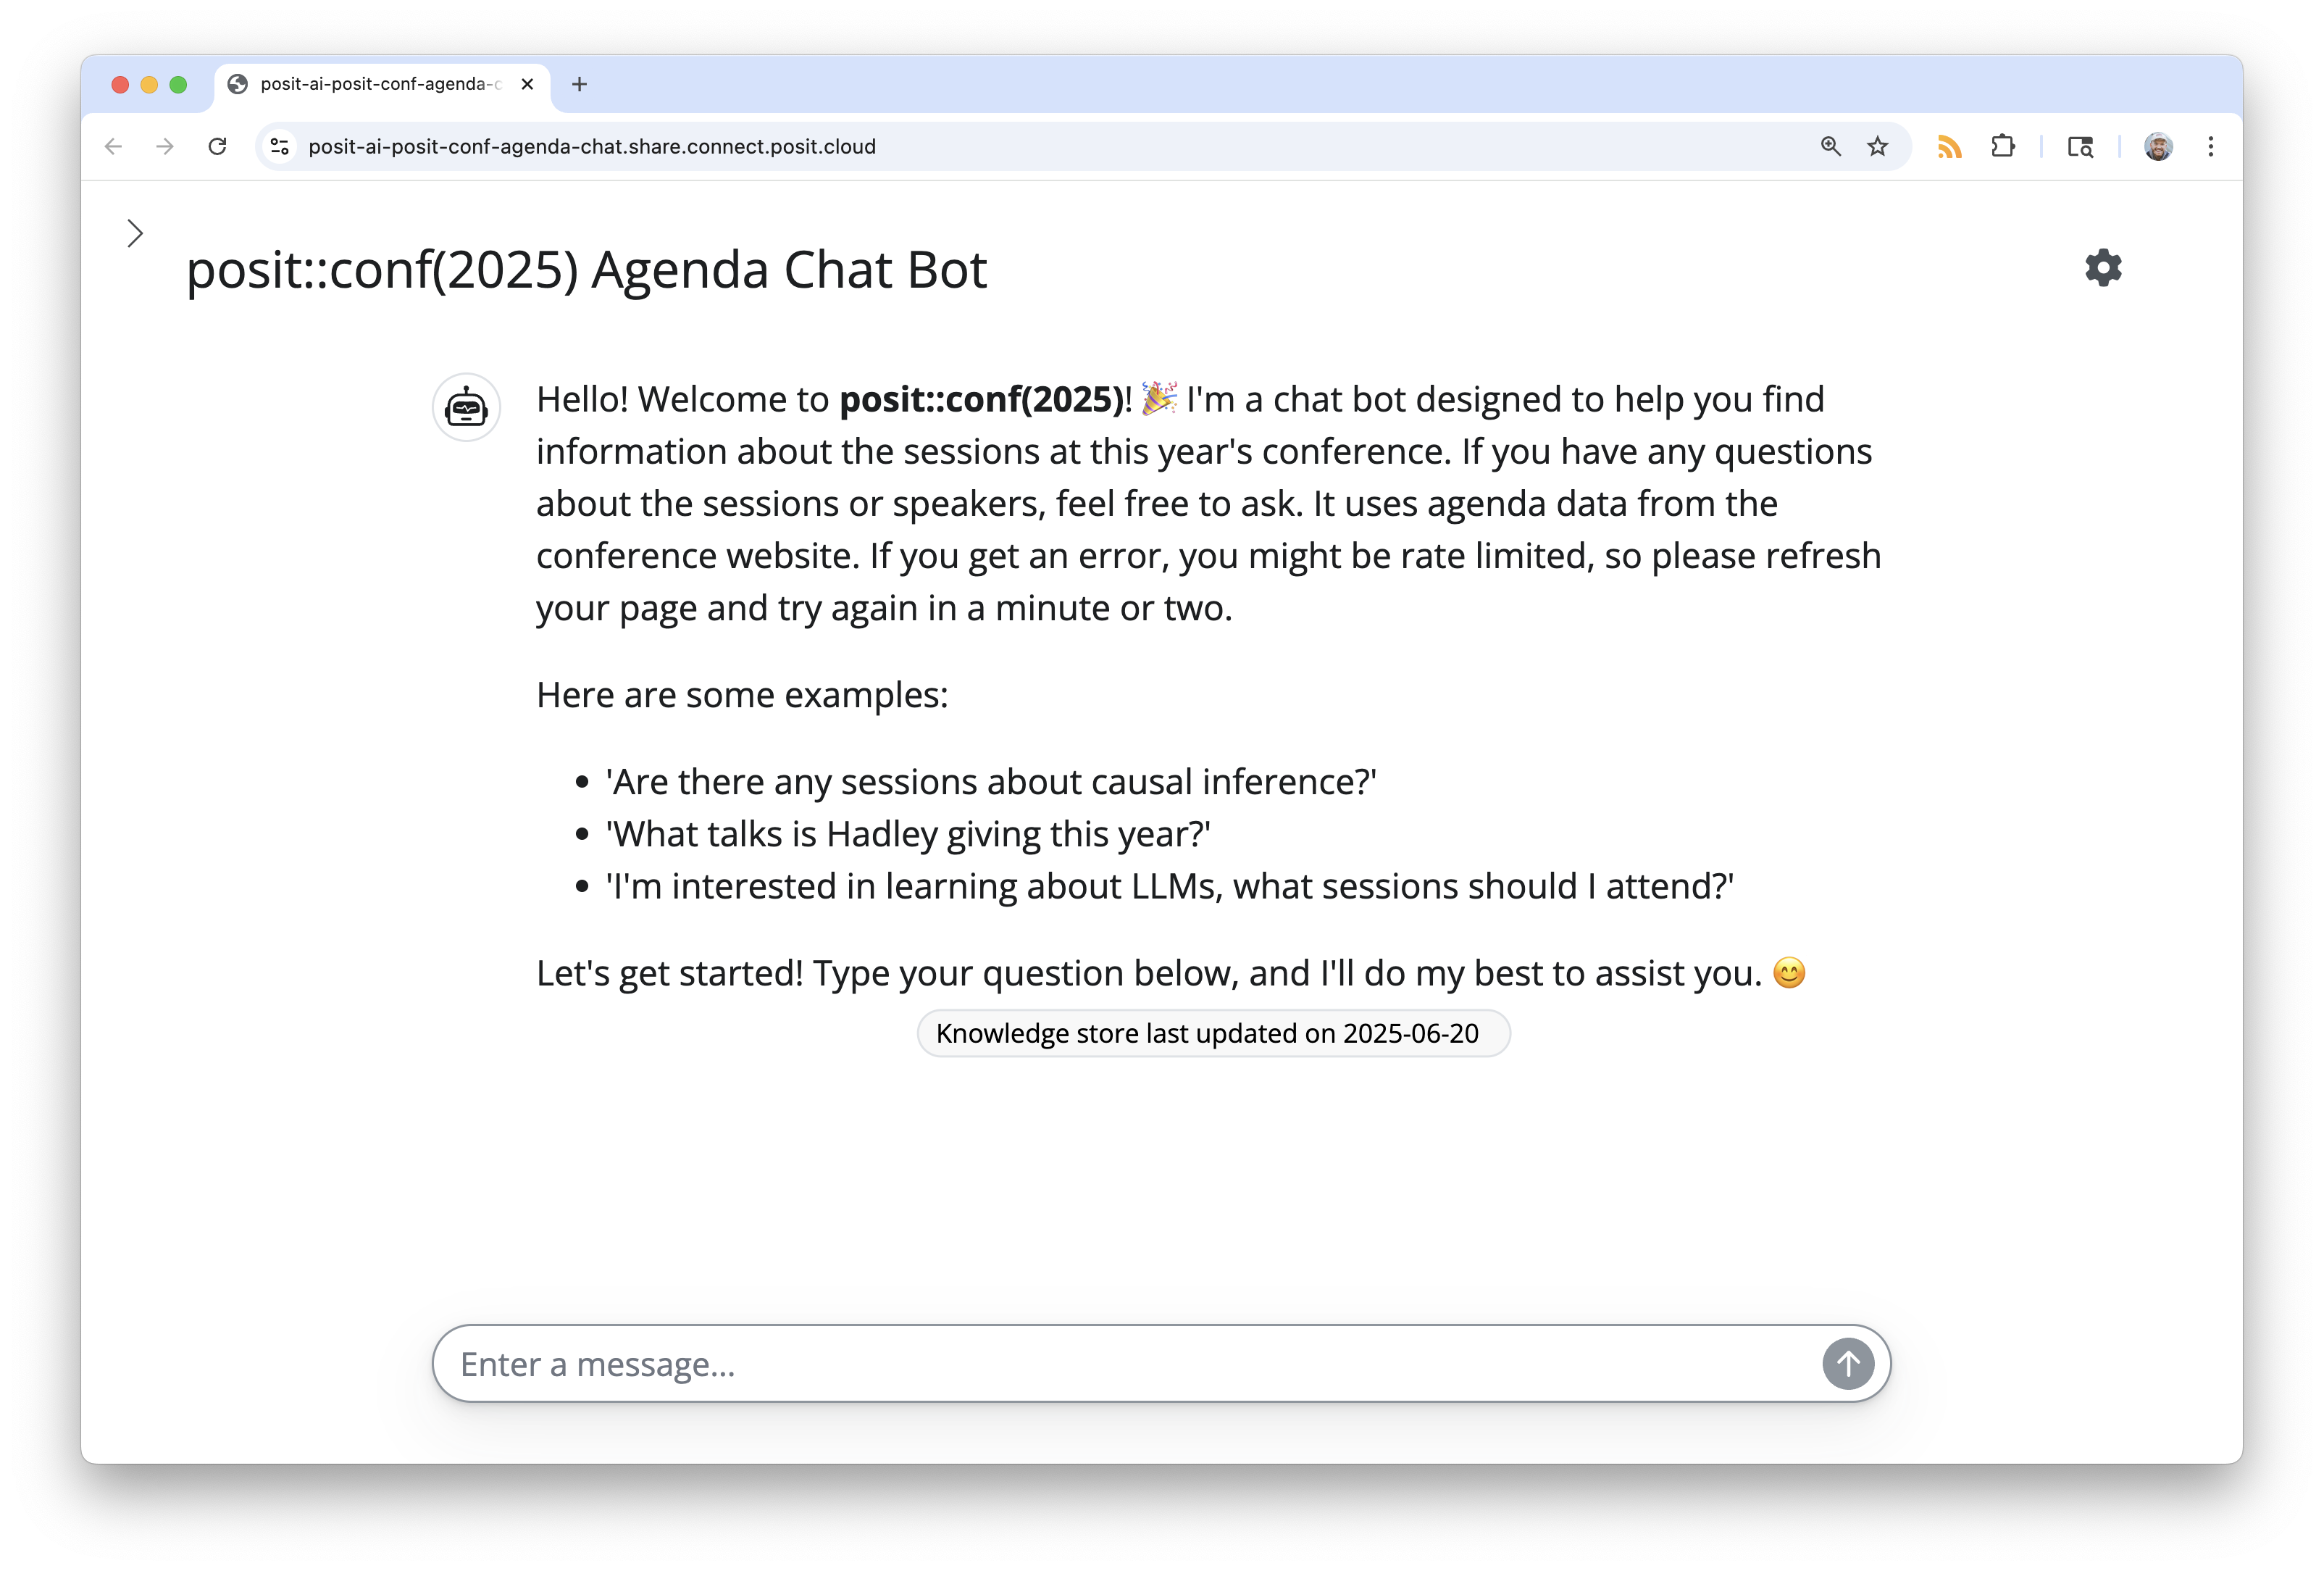 posit-ai-posit-conf-agenda-c
posit-ai-posit-conf-agenda-chat.share.connect.posit.cloud
posit::conf(2025) Agenda Chat Bot
Hello! Welcome to posit::conf(2025)! 🎉 I'm a chat bot designed to help you find
information about the sessions at this year's conference. If you have any questions
about the sessions or speakers, feel free to ask. It uses agenda data from the
conference website. If you get an error, you might be rate limited, so please refresh
your page and try again in a minute or two.
Here are some examples:
• 'Are there any sessions about causal inference?'
• 'What talks is Hadley giving this year?'
• 'I'm interested in learning about LLMs, what sessions should I attend?'
Let's get started! Type your question below, and I'll do my best to assist you. 😊
Knowledge store last updated on 2025-06-20
Enter a message...